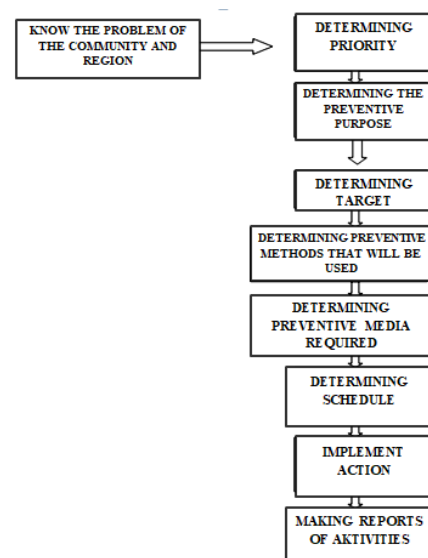 KNOW THE PROBLEM OF
THE COMMUNITY AND
REGION
DETERMINING
PRIORITY
DETERMINING THE
PREVENTIVE
PURPOSE
DETERMINING
TARGET
DETERMINING PREVENTIVE
METHODS THAT WILL BE
USED
DETERMINING
PREVENTIVE MEDIA
REQUIRED
DETERMINING
SCHEDULE
IMPLEMENT
ACTION
MAKING REPORTS
OF AKTIVITIES